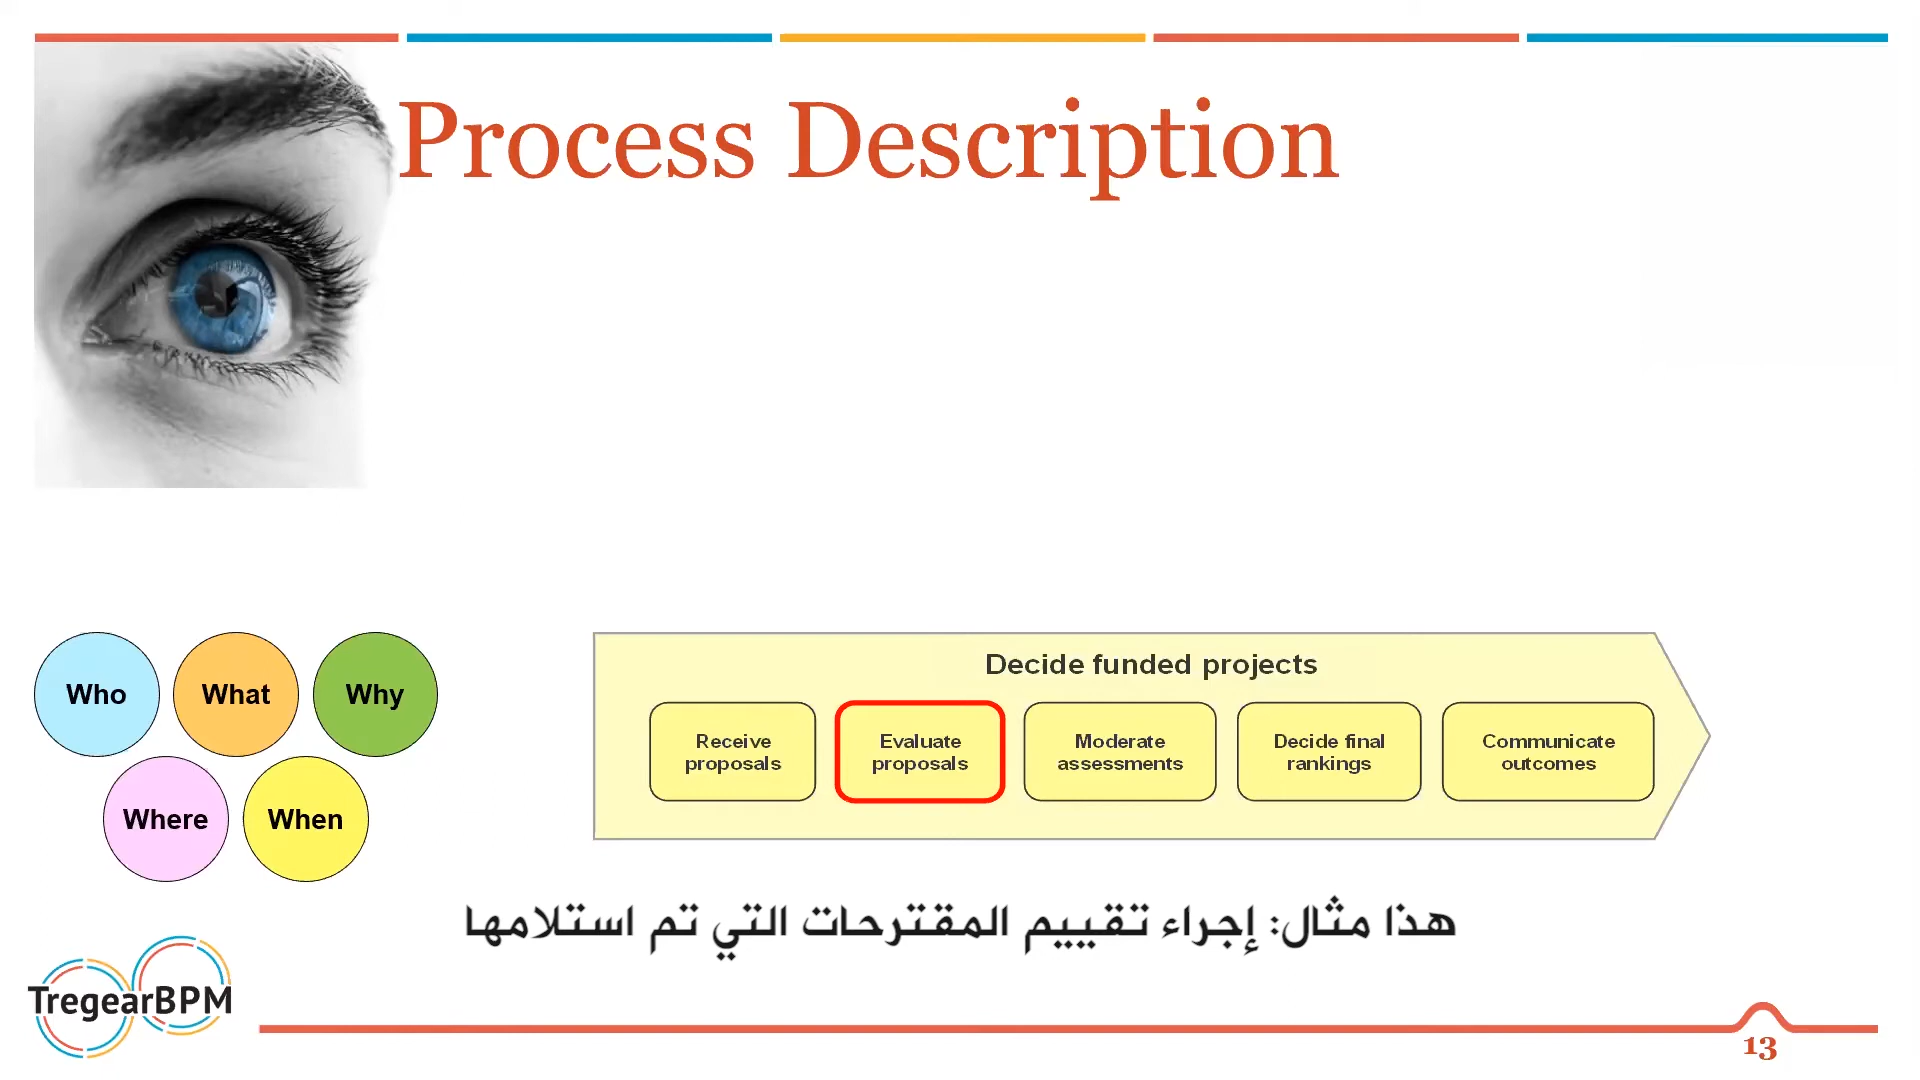 Process Description
Who
What
Why
Where
When
Decide funded projects
Receive
proposals
Evaluate
proposals
Moderate
assessments
Decide final
rankings
Communicate
outcomes
هذا مثال: إجراء تقييم المقترحات التي تم استلامها
TregearBPM
13